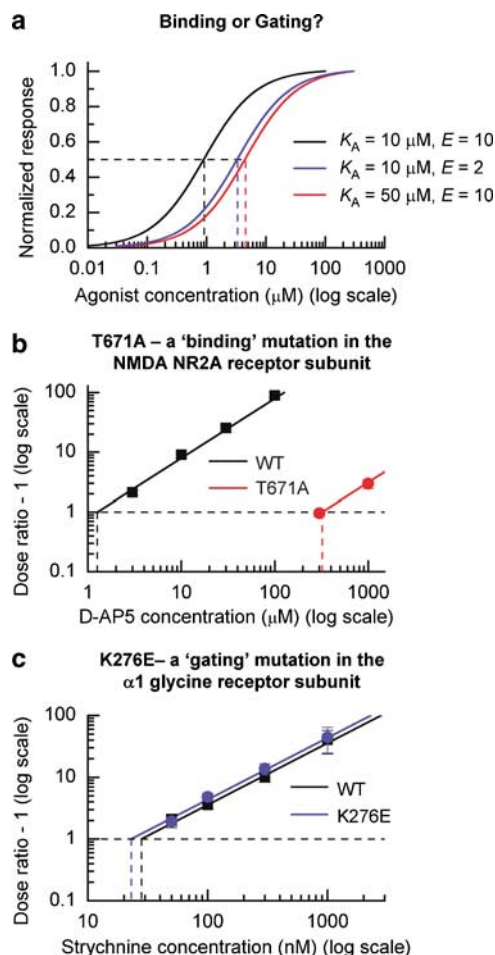 a
Binding or Gating?
Normalized response
1.0
0.8
0.6
0.4
0.2
0.0
K_A = 10 μM, E = 10
K_A = 10 μM, E = 2
K_A = 50 μM, E = 10
0.01 0.1 1 10 100 1000
Agonist concentration (μM) (log scale)
b
T671A – a ‘binding’ mutation in the
NMDA NR2A receptor subunit
Dose ratio - 1 (log scale)
100
10
1
0.1
WT
T671A
1 10 100 1000
D-AP5 concentration (μM) (log scale)
c
K276E– a ‘gating’ mutation in the
α1 glycine receptor subunit
Dose ratio - 1 (log scale)
100
10
1
0.1
WT
K276E
10 100 1000
Strychnine concentration (nM) (log scale)